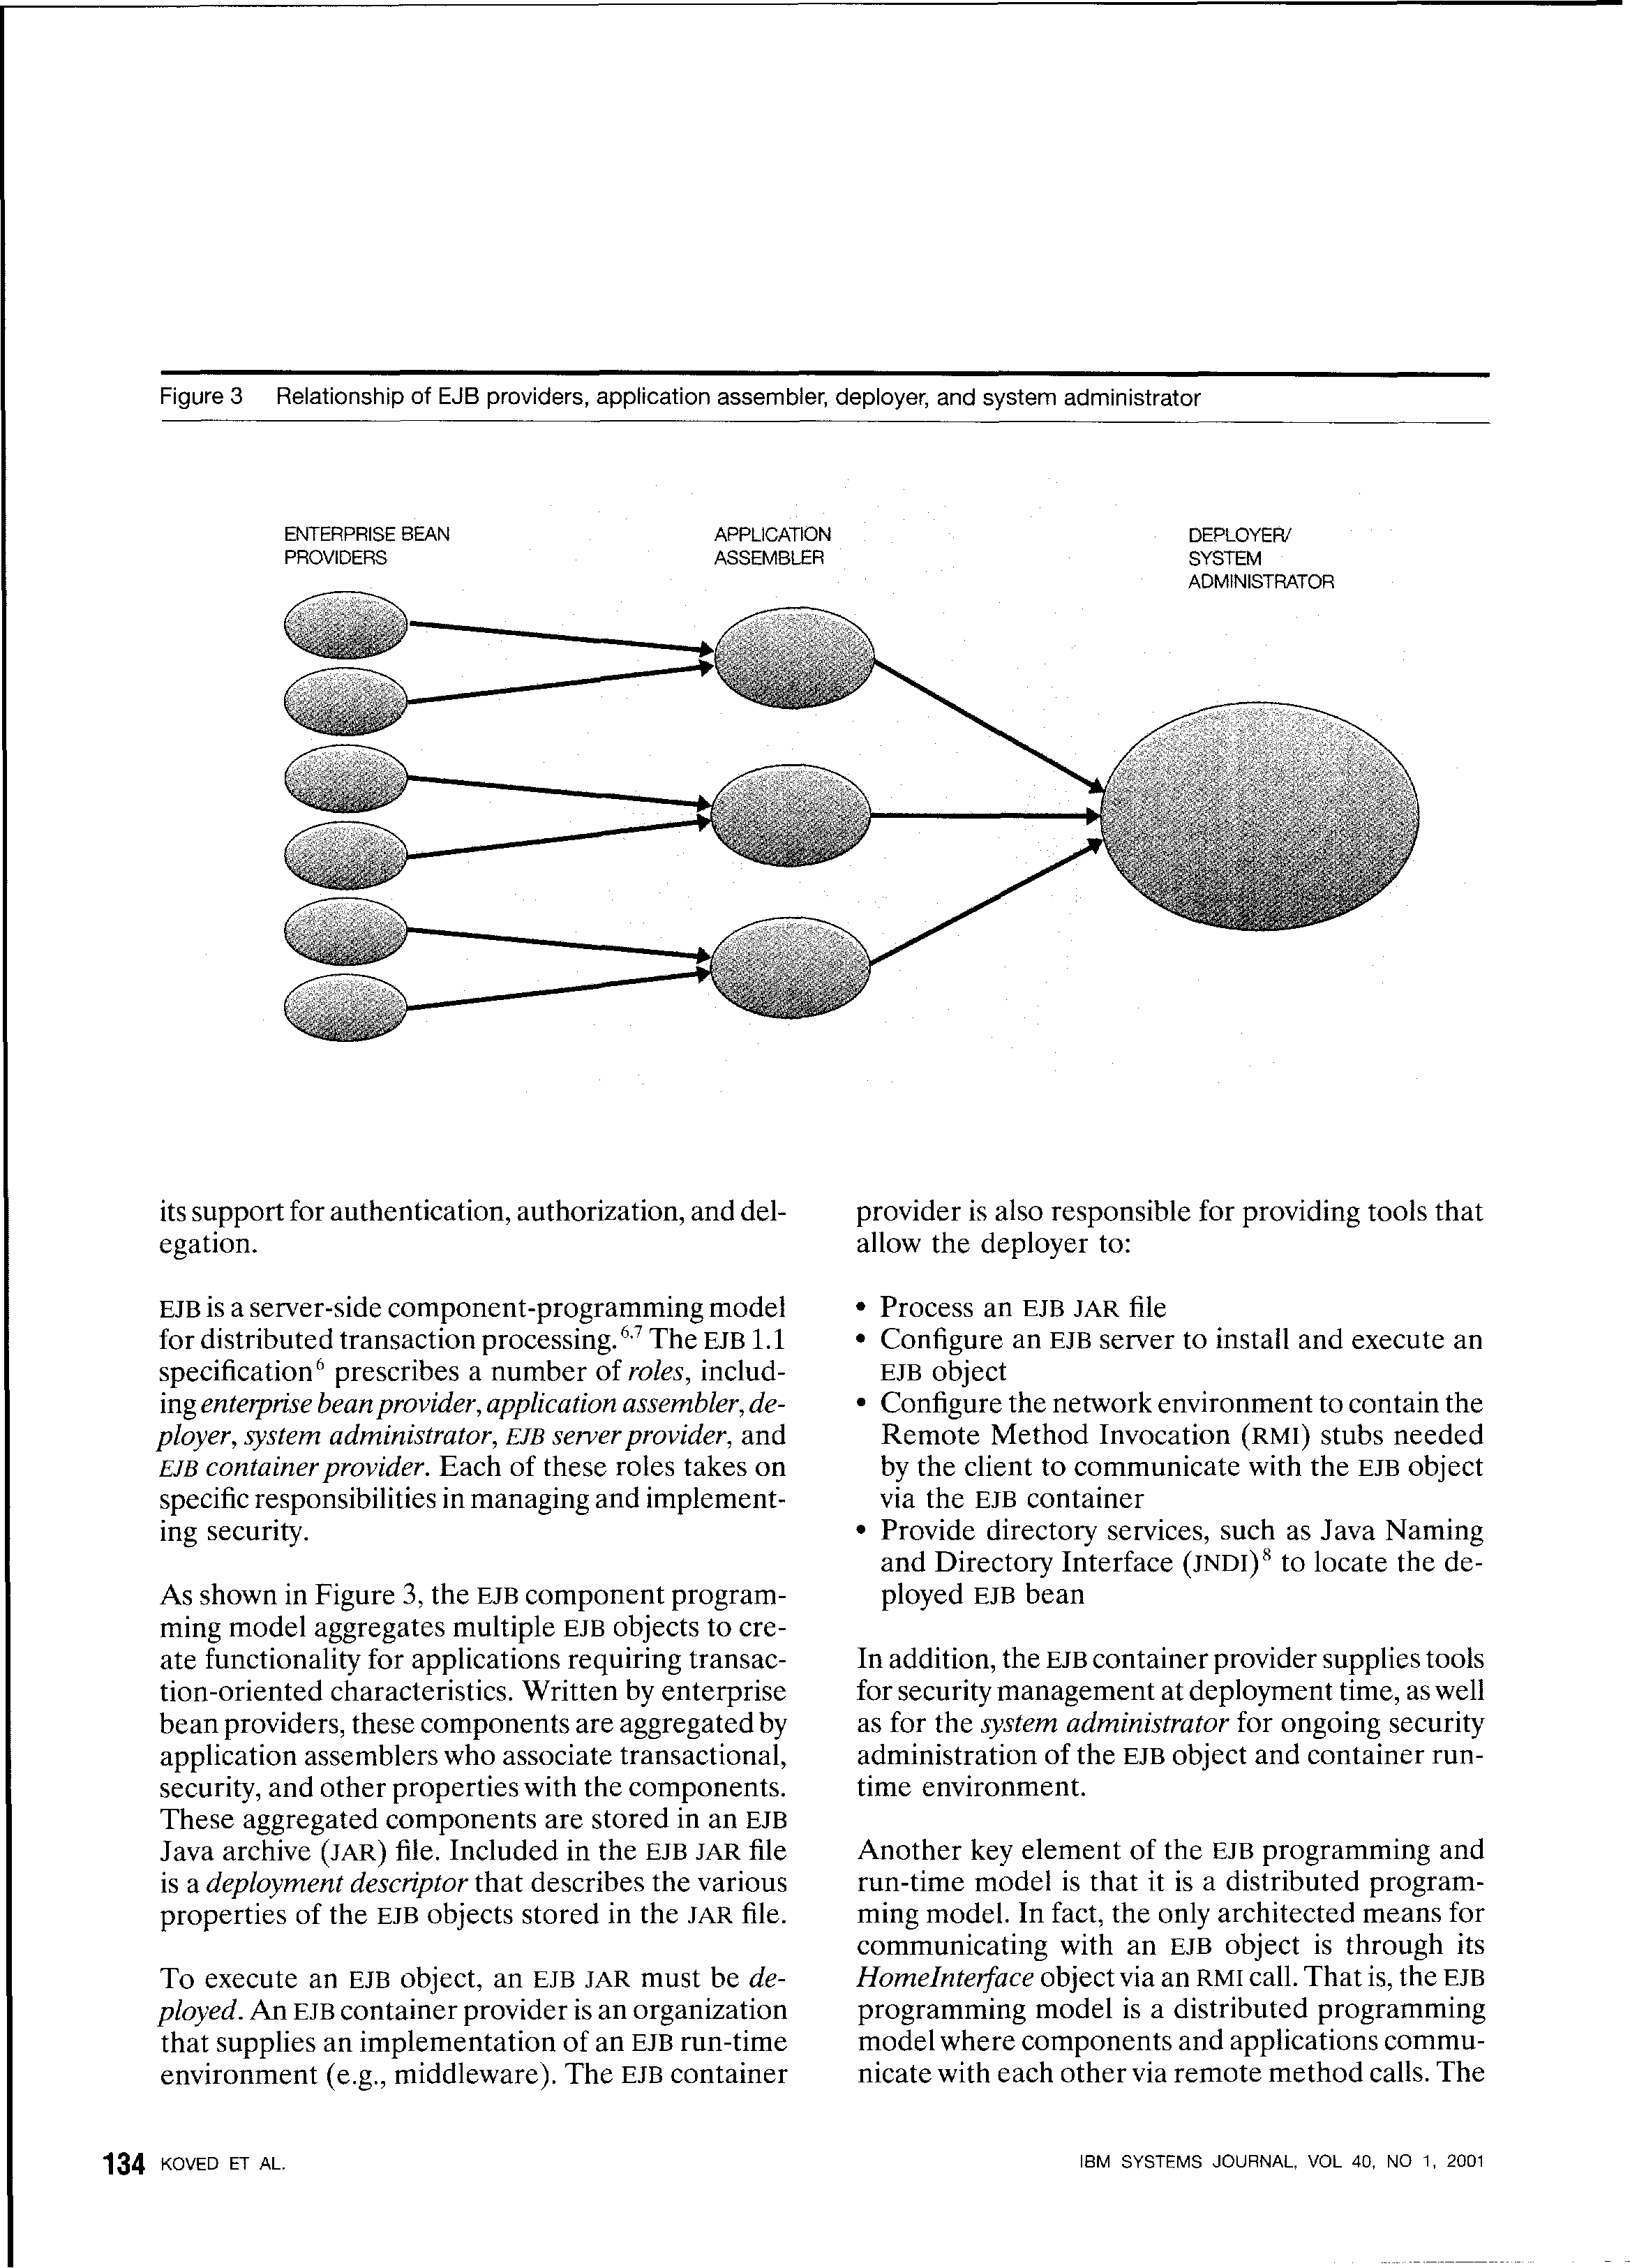 Figure 3 Relationship of EJB providers, application assembler, deployer, and system administrator
ENTERPRISE BEAN
PROVIDERS
APPLICATION
ASSEMBLER
DEPLOYER/
SYSTEM
ADMINISTRATOR
its support for authentication, authorization, and del-
egation.
EJB is a server-side component-programming model
for distributed transaction processing.6,7 The EJB 1.1
specification6 prescribes a number of roles, includ-
ing enterprise bean provider, application assembler, de-
ployer, system administrator, EJB server provider, and
EJB container provider. Each of these roles takes on
specific responsibilities in managing and implement-
ing security.
As shown in Figure 3, the EJB component program-
ming model aggregates multiple EJB objects to cre-
ate functionality for applications requiring transac-
tion-oriented characteristics. Written by enterprise
bean providers, these components are aggregated by
application assemblers who associate transactional,
security, and other properties with the components.
These aggregated components are stored in an EJB
Java archive (JAR) file. Included in the EJB JAR file
is a deployment descriptor that describes the various
properties of the EJB objects stored in the JAR file.
To execute an EJB object, an EJB JAR must be de-
ployed. An EJB container provider is an organization
that supplies an implementation of an EJB run-time
environment (e.g., middleware). The EJB container
provider is also responsible for providing tools that
allow the deployer to:
• Process an EJB JAR file
• Configure an EJB server to install and execute an
EJB object
• Configure the network environment to contain the
Remote Method Invocation (RMI) stubs needed
by the client to communicate with the EJB object
via the EJB container
• Provide directory services, such as Java Naming
and Directory Interface (JNDI)8 to locate the de-
ployed EJB bean
In addition, the EJB container provider supplies tools
for security management at deployment time, as well
as for the system administrator for ongoing security
administration of the EJB object and container run-
time environment.
Another key element of the EJB programming and
run-time model is that it is a distributed program-
ming model. In fact, the only architected means for
communicating with an EJB object is through its
HomeInterface object via an RMI call. That is, the EJB
programming model is a distributed programming
model where components and applications commu-
nicate with each other via remote method calls. The
134 KOVED ET AL.
IBM SYSTEMS JOURNAL, VOL 40, NO 1, 2001